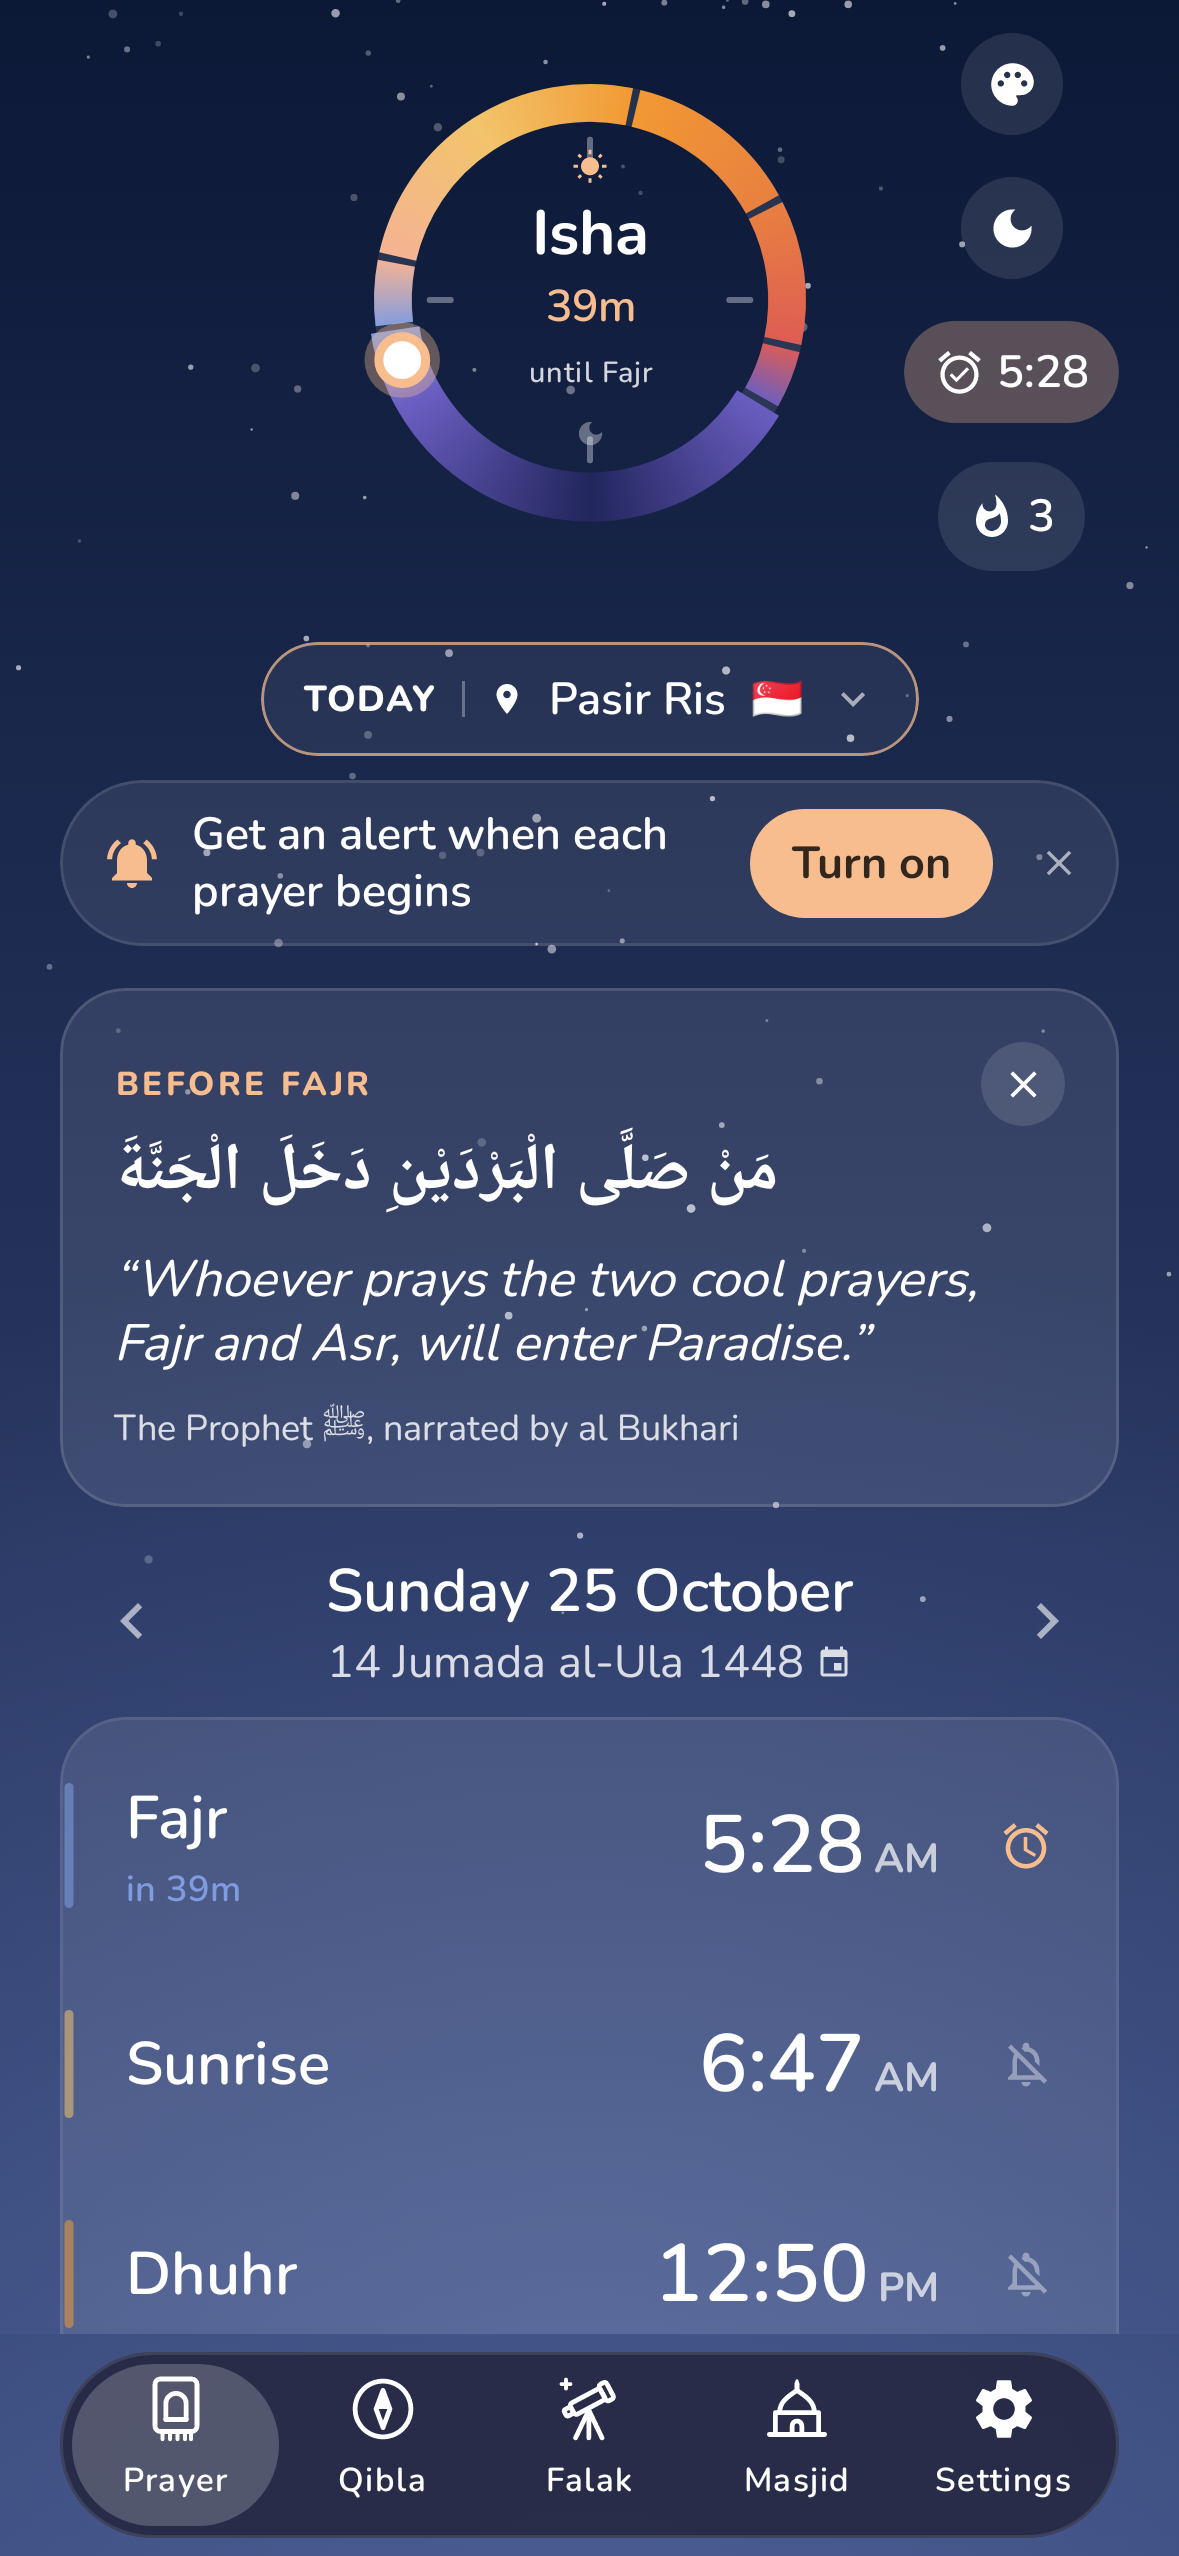 Isha
39m
until Fajr
5:28
3
TODAY Pasir Ris 🇸🇬
Get an alert when each
prayer begins
Turn on
BEFORE FAJR
مَنْ صَلَّى الْبَرْدَيْنِ دَخَلَ الْجَنَّةَ
“Whoever prays the two cool prayers,
Fajr and Asr, will enter Paradise.”
The Prophet ﷺ, narrated by al Bukhari
Sunday 25 October
14 Jumada al-Ula 1448
Fajr 5:28 AM
in 39m
Sunrise 6:47 AM
Dhuhr 12:50 PM
Prayer Qibla Falak Masjid Settings